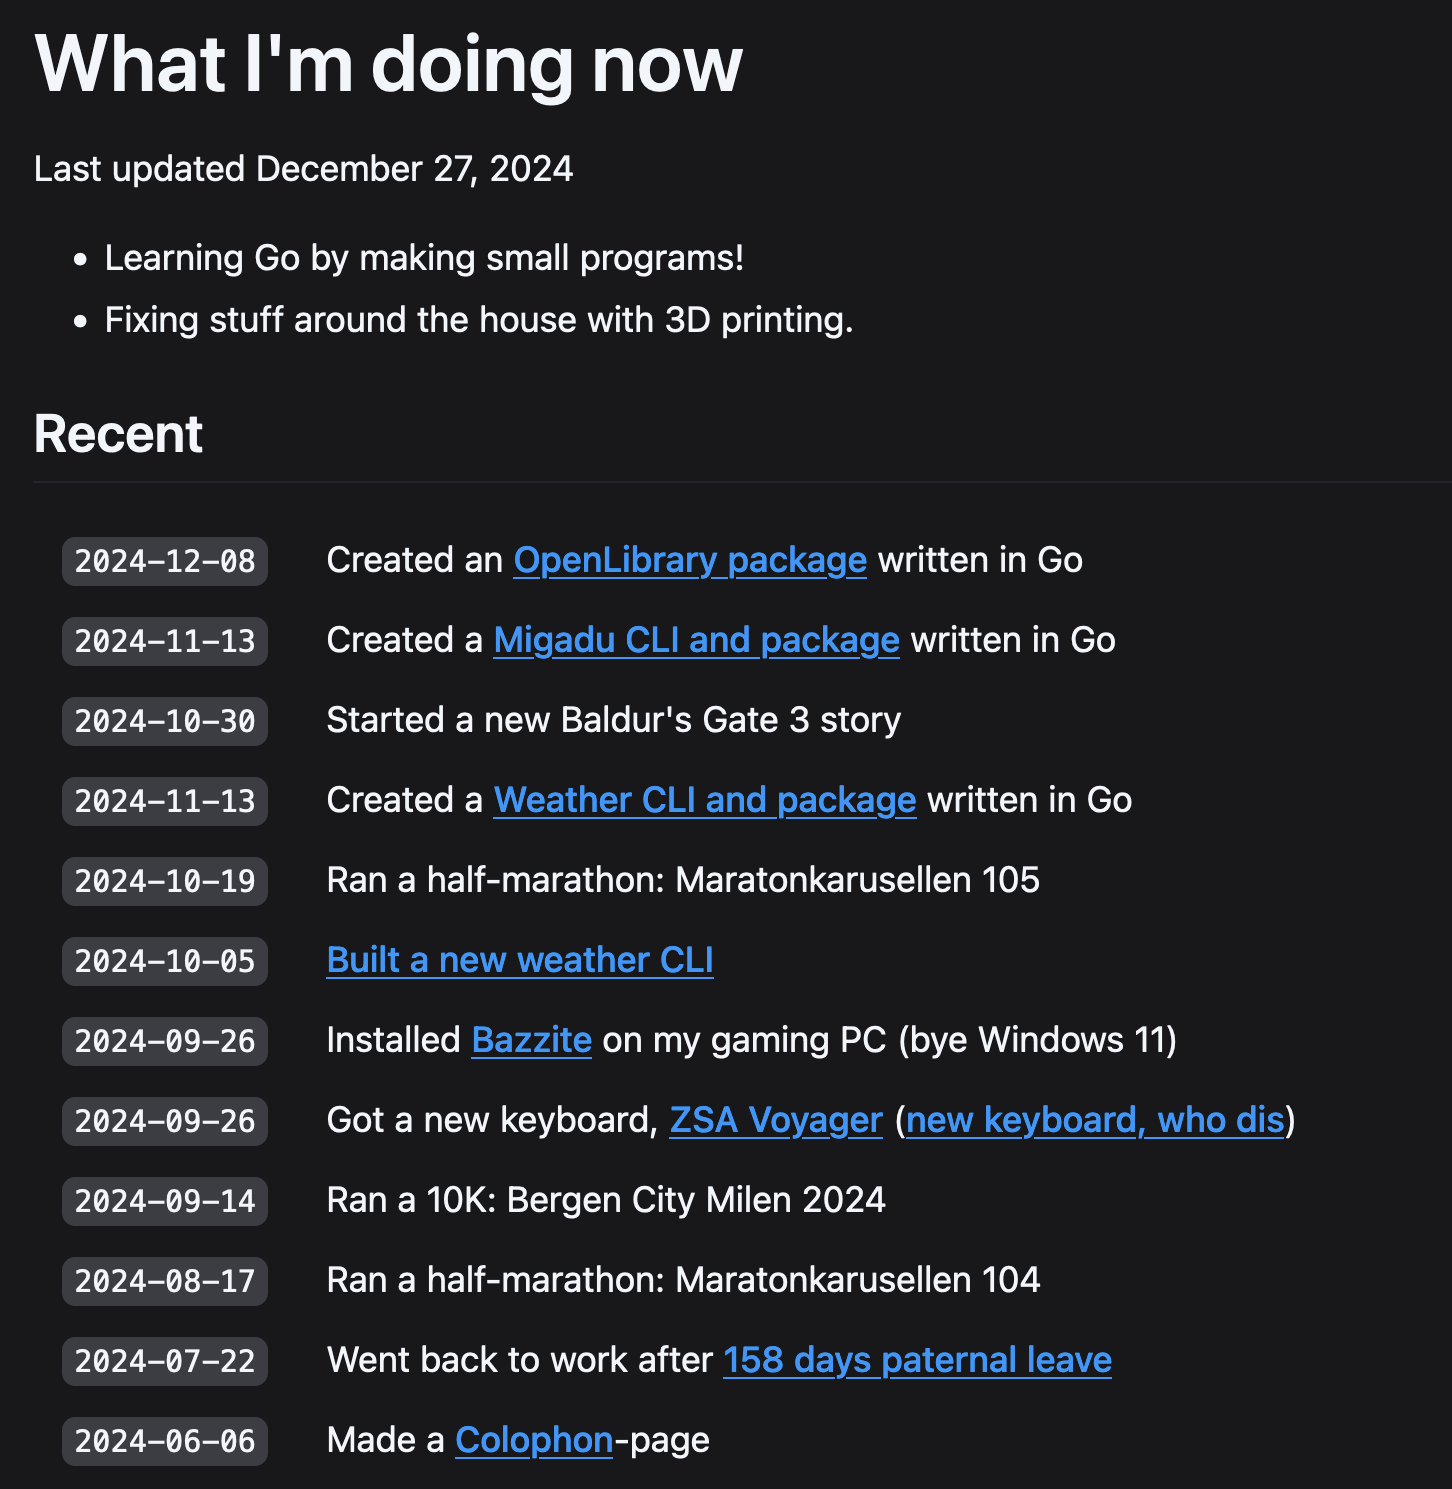 What I'm doing now
Last updated December 27, 2024
• Learning Go by making small programs!
• Fixing stuff around the house with 3D printing.
Recent
2024-12-08 Created an OpenLibrary package written in Go
2024-11-13 Created a Migadu CLI and package written in Go
2024-10-30 Started a new Baldur's Gate 3 story
2024-11-13 Created a Weather CLI and package written in Go
2024-10-19 Ran a half-marathon: Maratonkarusellen 105
2024-10-05 Built a new weather CLI
2024-09-26 Installed Bazzite on my gaming PC (bye Windows 11)
2024-09-26 Got a new keyboard, ZSA Voyager (new keyboard, who dis)
2024-09-14 Ran a 10K: Bergen City Milen 2024
2024-08-17 Ran a half-marathon: Maratonkarusellen 104
2024-07-22 Went back to work after 158 days paternal leave
2024-06-06 Made a Colophon-page